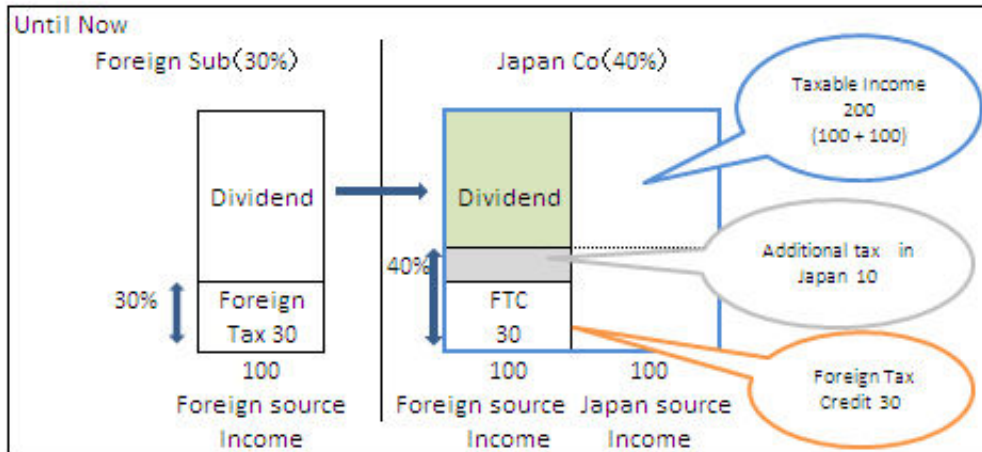 Until Now
Foreign Sub(30%)
Japan Co(40%)
Taxable Income
200
(100 + 100)
Dividend
Dividend
Additional tax in
Japan 10
40%
30%
Foreign
Tax 30
FTC
30
100
Foreign source
Income
100
Foreign source
Income
100
Japan source
Income
Foreign Tax
Credit 30